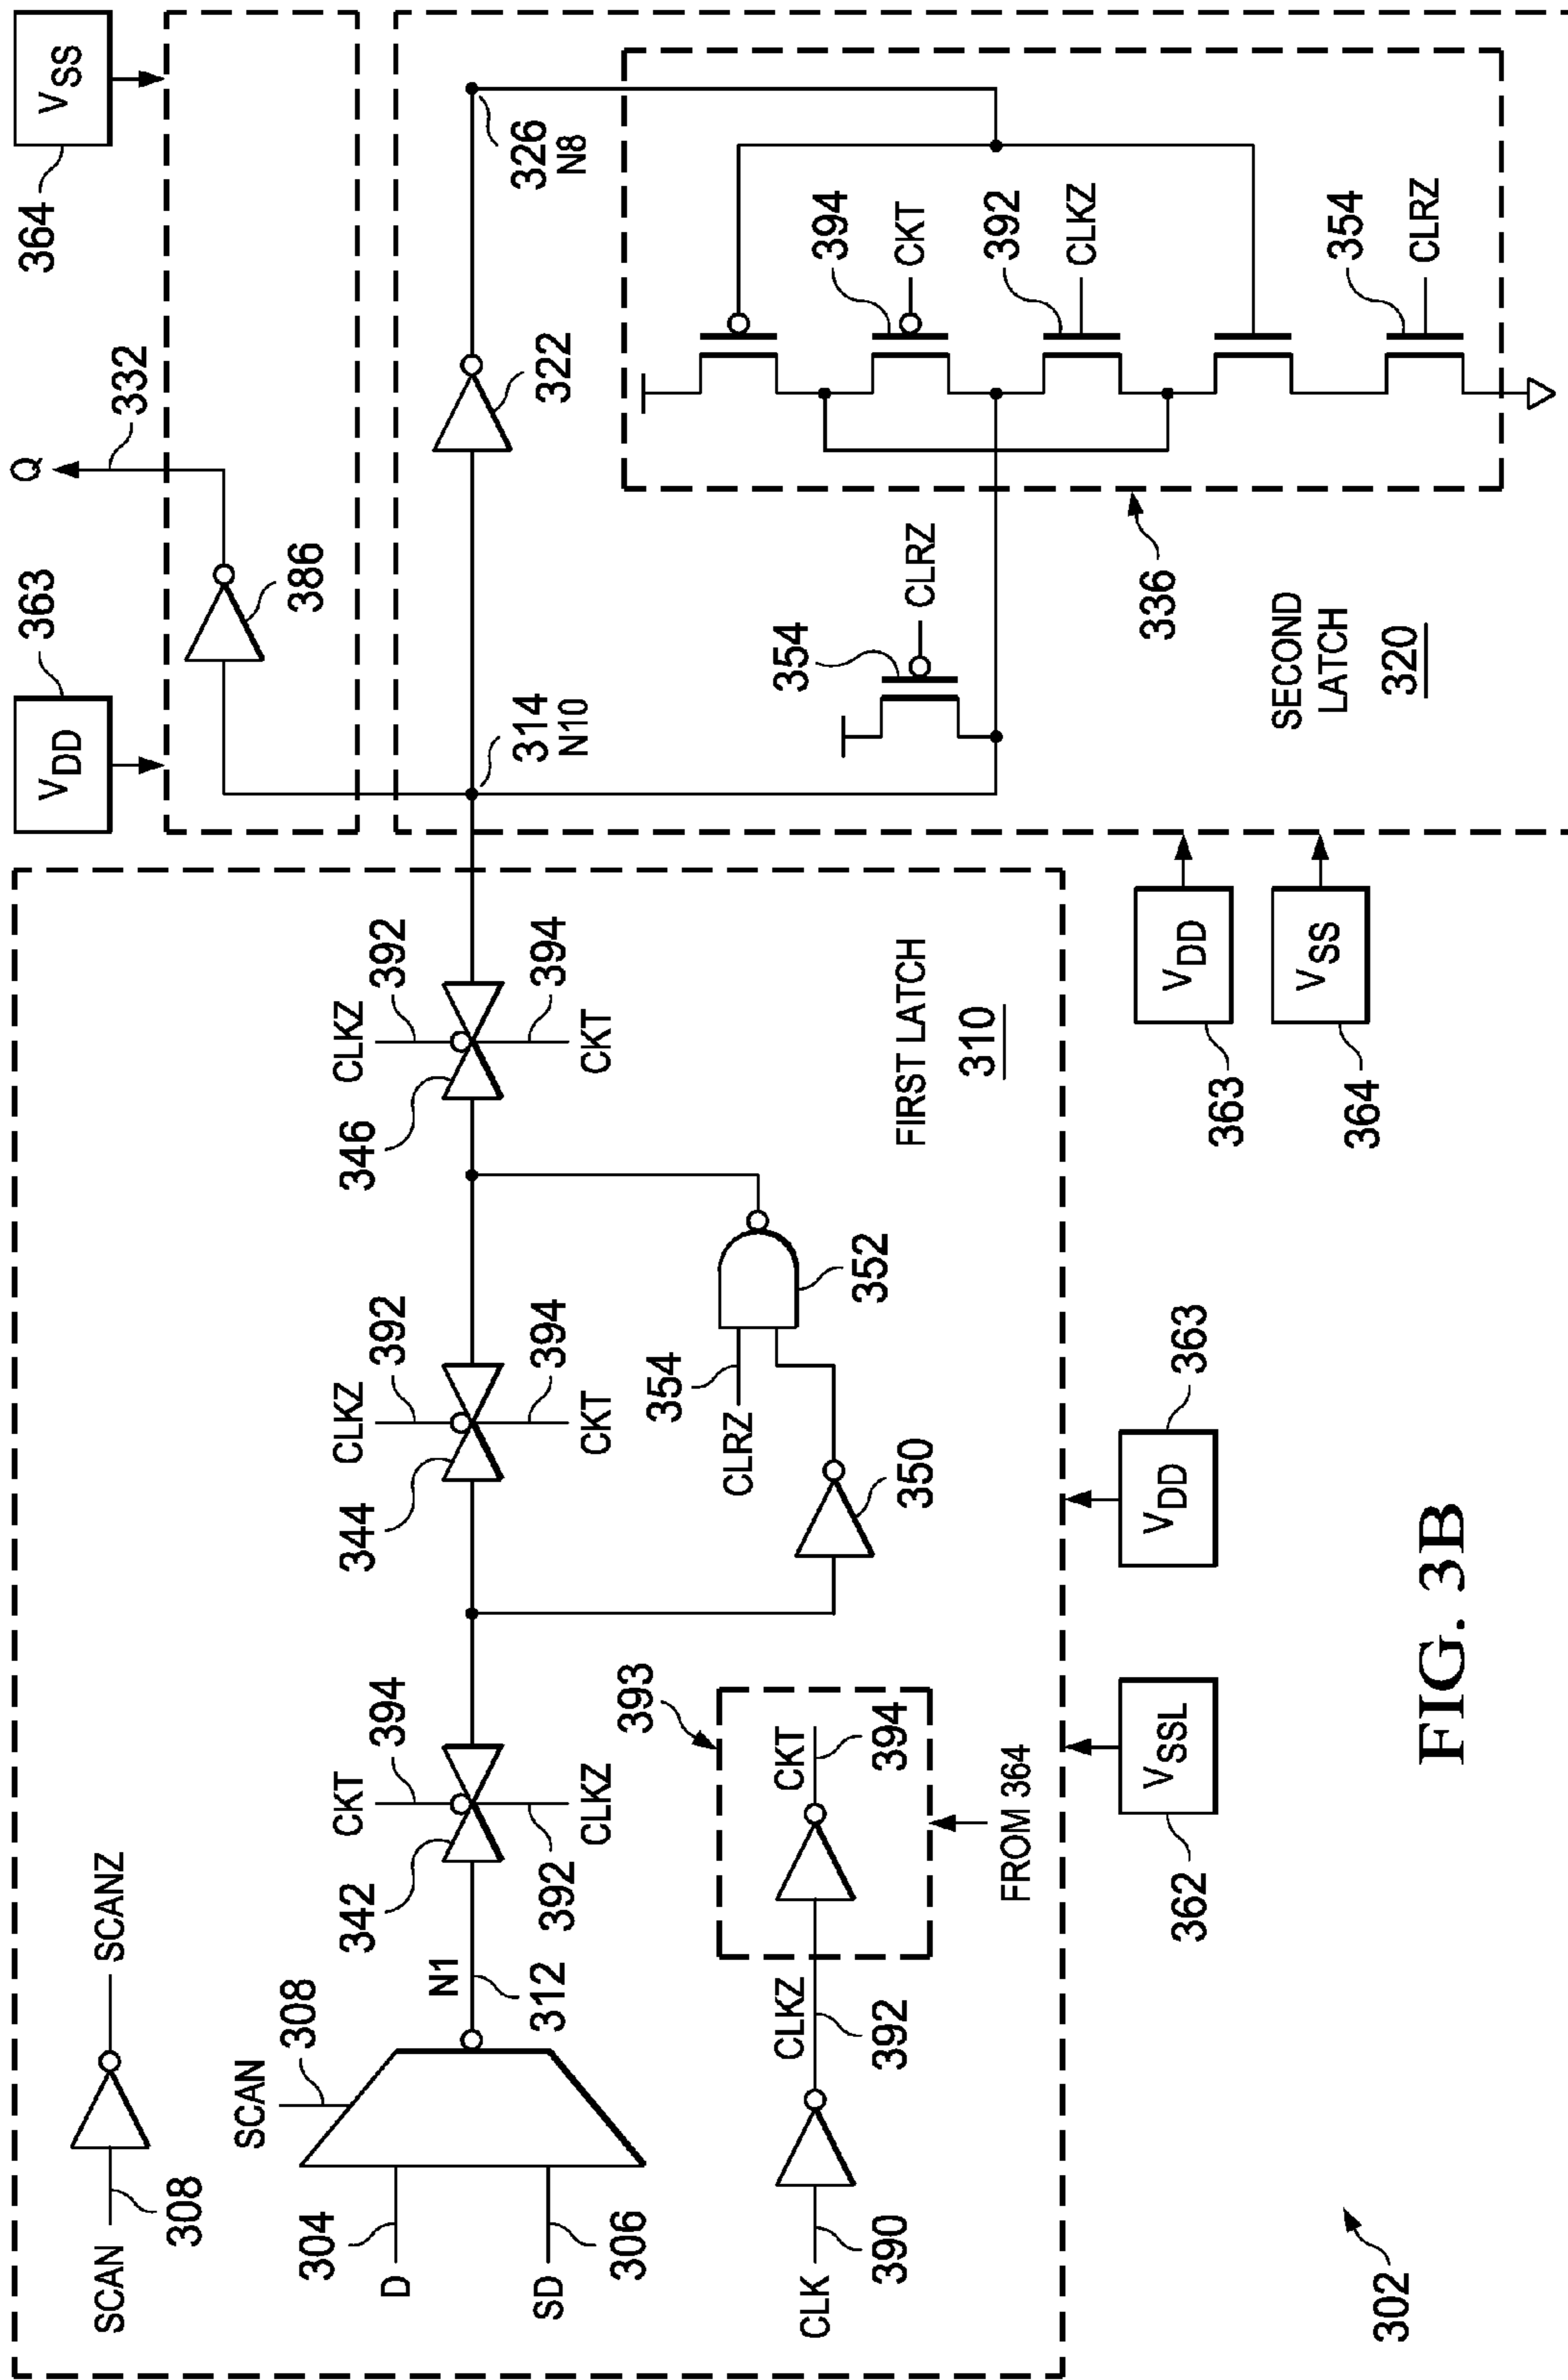 SCAN
308
SCANZ
SCAN
308
D
304
SD
306
N1
312
342
CKT
394
392
CLKZ
344
CLKZ
392
394
CKT
346
CLKZ
392
394
CKT
CLRZ
354
352
350
CLK
390
CLKZ
392
393
CKT
394
FROM 364
FIRST LATCH
310
VSSL
362
VDD
363
VDD
363
VSS
364
VDD
363
VSS
364
386
Q
332
314
N10
322
326
N8
354
CLRZ
336
394
CKT
392
CLKZ
354
CLRZ
SECOND
LATCH
320
302
FIG. 3B